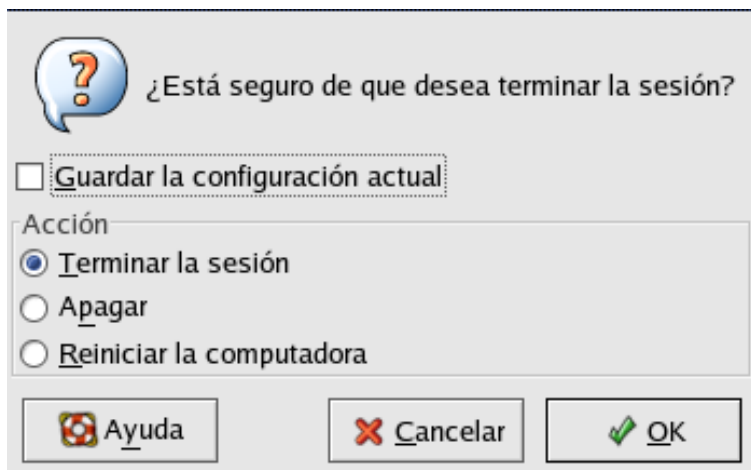 ¿Está seguro de que desea terminar la sesión?
Guardar la configuración actual
Acción
Terminar la sesión
Apagar
Reiniciar la computadora
Ayuda
Cancelar
OK